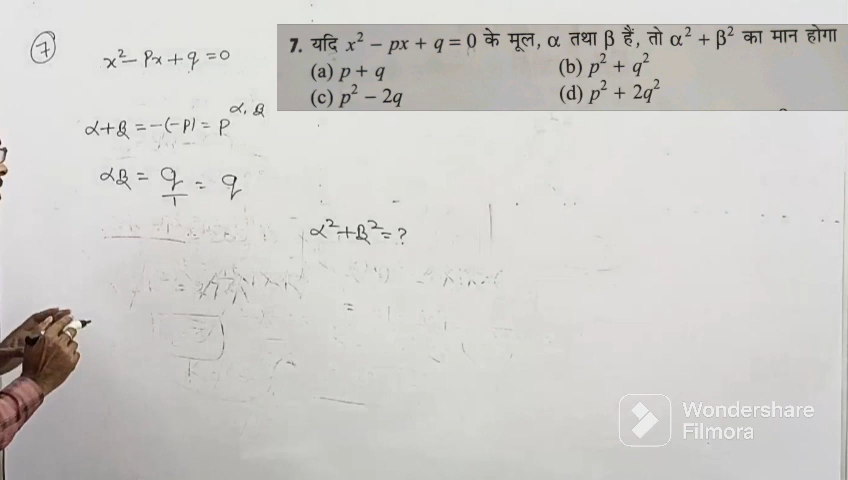 7
x² - Px + q = 0
α, β
α + β = -(-P) = P
αβ = q/1 = q
α² + β² = ?
=
7. यदि x² − px + q = 0 के मूल, α तथा β हैं, तो α² + β² का मान होगा
(a) p + q (b) p² + q²
(c) p² − 2q (d) p² + 2q²
Wondershare
Filmora